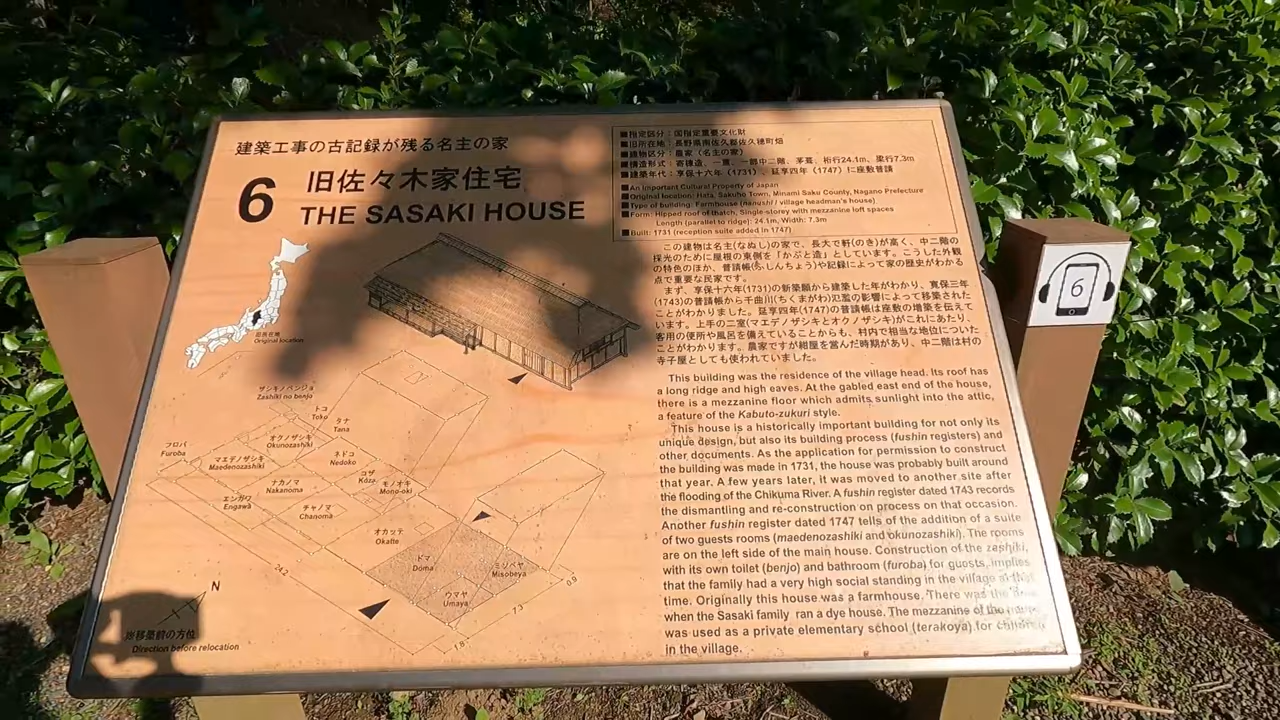 建築工事の古記録が残る名主の家
6
旧佐々木家住宅
THE SASAKI HOUSE
■指定区分：国指定重要文化財
■旧所在地：長野県南佐久郡佐久穂町畑
■建物区分：農家（名主の家）
■構造形式：寄棟造、一重、一部中二階、茅葺、桁行24.1m、梁行7.3m
■建築年代：享保十六年（1731）、延享四年（1747）に座敷普請
■An Important Cultural Property of Japan
■Original location: Hata, Sakuho Town, Minami Saku County, Nagano Prefecture
■Type of building: Farmhouse (nanushi / village headman's house)
■Form: Hipped roof of thatch, Single-storey with mezzanine loft spaces
Length (parallel to ridge): 24.1m, Width: 7.3m
■Built: 1731 (reception suite added in 1747)
この建物は名主(なぬし)の家で、長大で軒(のき)が高く、中二階の
採光のために屋根の東側を「かぶと造」としています。こうした外観
の特色のほか、普請帳(ふしんちょう)や記録によって家の歴史がわかる
点で重要な民家です。
まず、享保十六年(1731)の新築願から建築した年がわかり、寛保三年
(1743)の普請帳から千曲川(ちくまがわ)氾濫の影響によって移築された
ことがわかりました。延享四年(1747)の普請帳は座敷の増築を伝えて
います。上手の二室(マエデノザシキとオクノザシキ)がこれにあたり、
客用の便所や風呂を備えていることからも、村内で相当な地位についた
ことがわかります。農家ですが紺屋を営んだ時期があり、中二階は村の
寺子屋としても使われていました。
This building was the residence of the village head. Its roof has
a long ridge and high eaves. At the gabled east end of the house,
there is a mezzanine floor which admits sunlight into the attic,
a feature of the Kabuto-zukuri style.
This house is a historically important building for not only its
unique design, but also its building process (fushin registers) and
other documents. As the application for permission to construct
the building was made in 1731, the house was probably built around
that year. A few years later, it was moved to another site after
the flooding of the Chikuma River. A fushin register dated 1743 records
the dismantling and re-construction on process on that occasion.
Another fushin register dated 1747 tells of the addition of a suite
of two guests rooms (maedenozashiki and okunozashiki). The rooms
are on the left side of the main house. Construction of the zashiki,
with its own toilet (benjo) and bathroom (furoba) for guests, implies
that the family had a very high social standing in the village at that
time. Originally this house was a farmhouse. There was the time
when the Sasaki family ran a dye house. The mezzanine of the house
was used as a private elementary school (terakoya) for children
in the village.
旧所在地
Original location
ザシキノベンジョ
Zashiki no benjo
トコ
Toko
タナ
Tana
フロバ
Furoba
オクノザシキ
Okunozashiki
マエデノザシキ
Maedenozashiki
ネドコ
Nedoko
コザ
Koza
モノオキ
Mono-oki
ナカノマ
Nakanoma
エンガワ
Engawa
チャノマ
Chanoma
オカッテ
Okatte
ドマ
Doma
ミソベヤ
Misobeya
ウマヤ
Umaya
24.2
0.9
7.3
1.8
N
※移築前の方位
Direction before relocation
6